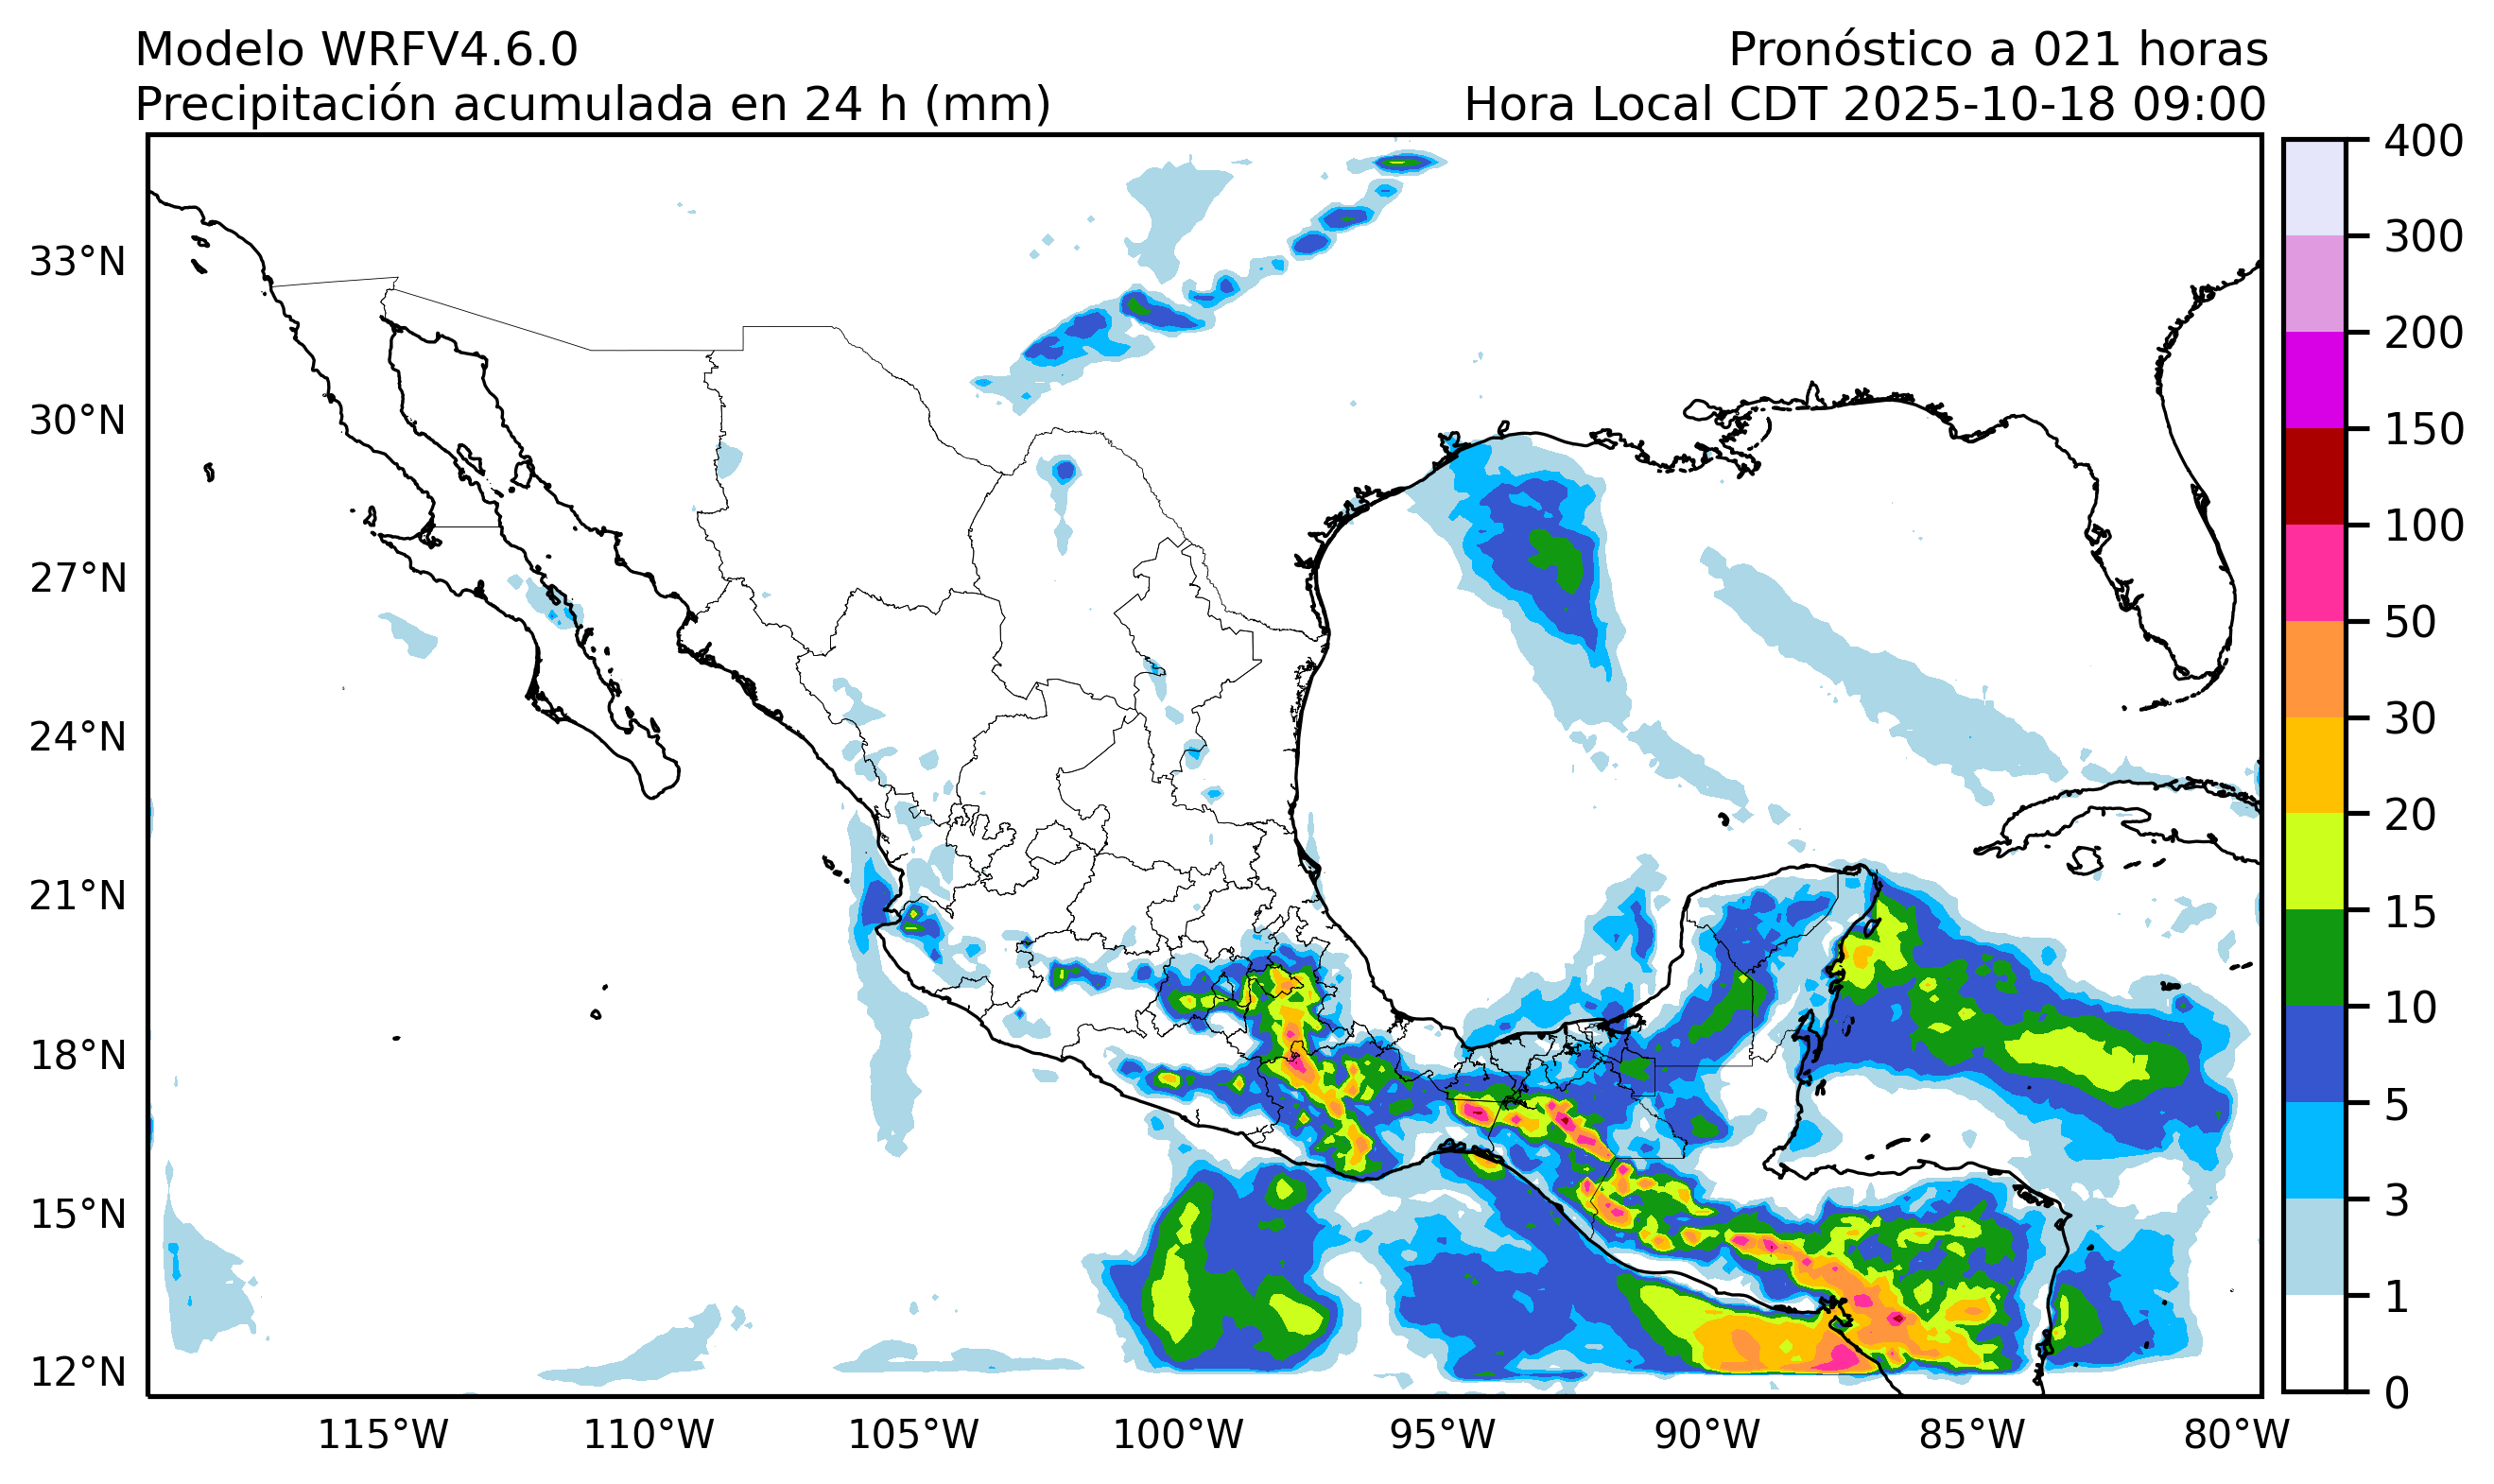 Modelo WRFV4.6.0
Pronóstico a 021 horas
Precipitación acumulada en 24 h (mm)
Hora Local CDT 2025-10-18 09:00
33°N
30°N
27°N
24°N
21°N
18°N
15°N
12°N
115°W
110°W
105°W
100°W
95°W
90°W
85°W
80°W
400
300
200
150
100
50
30
20
15
10
5
3
1
0